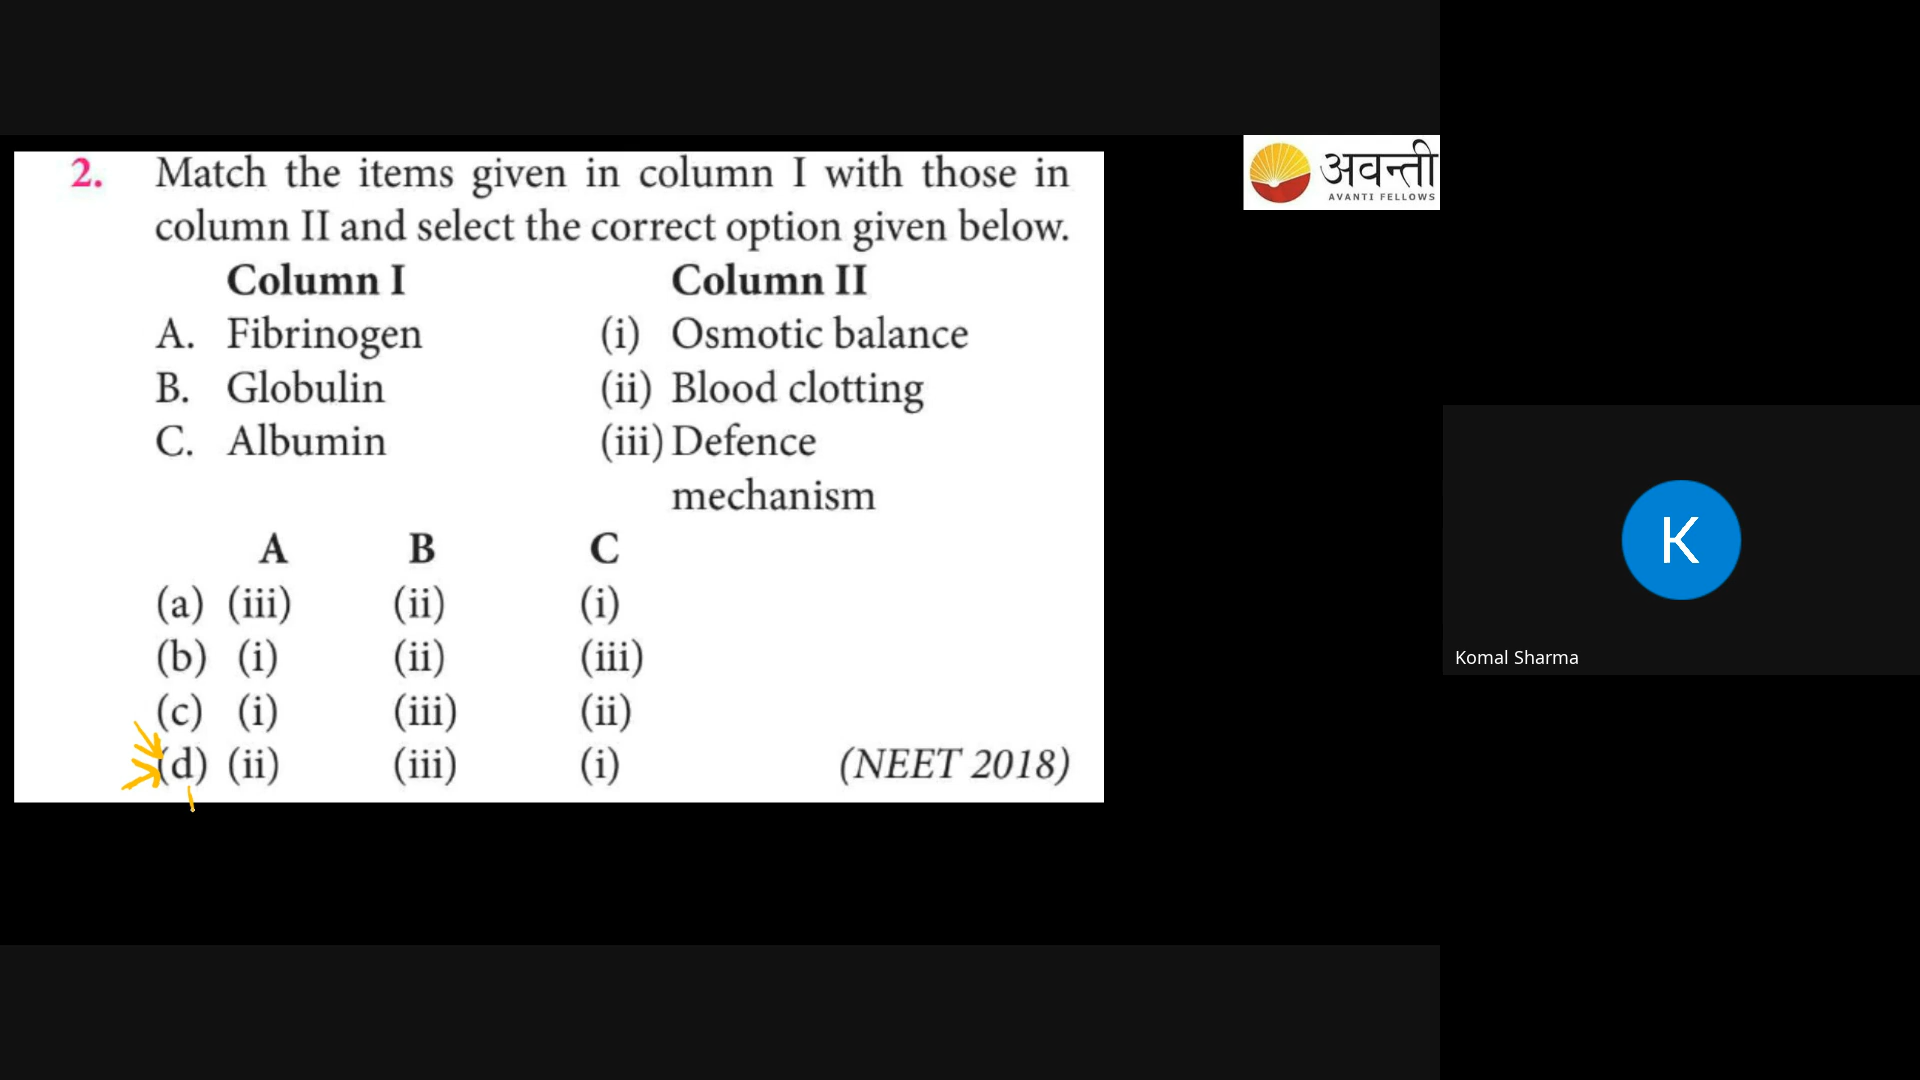 2. Match the items given in column I with those in
column II and select the correct option given below.
Column I Column II
A. Fibrinogen (i) Osmotic balance
B. Globulin (ii) Blood clotting
C. Albumin (iii) Defence
mechanism
A B C
(a) (iii) (ii) (i)
(b) (i) (ii) (iii)
(c) (i) (iii) (ii)
(d) (ii) (iii) (i) (NEET 2018)
अवन्ती
AVANTI FELLOWS
K
Komal Sharma